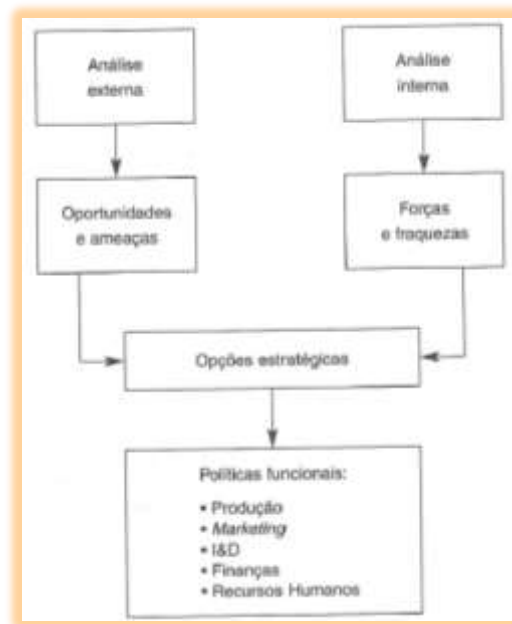 Análise
externa
Análise
interna
Oportunidades
e ameaças
Forças
e fraquezas
Opções estratégicas
Políticas funcionais:
• Produção
• Marketing
• I&D
• Finanças
• Recursos Humanos